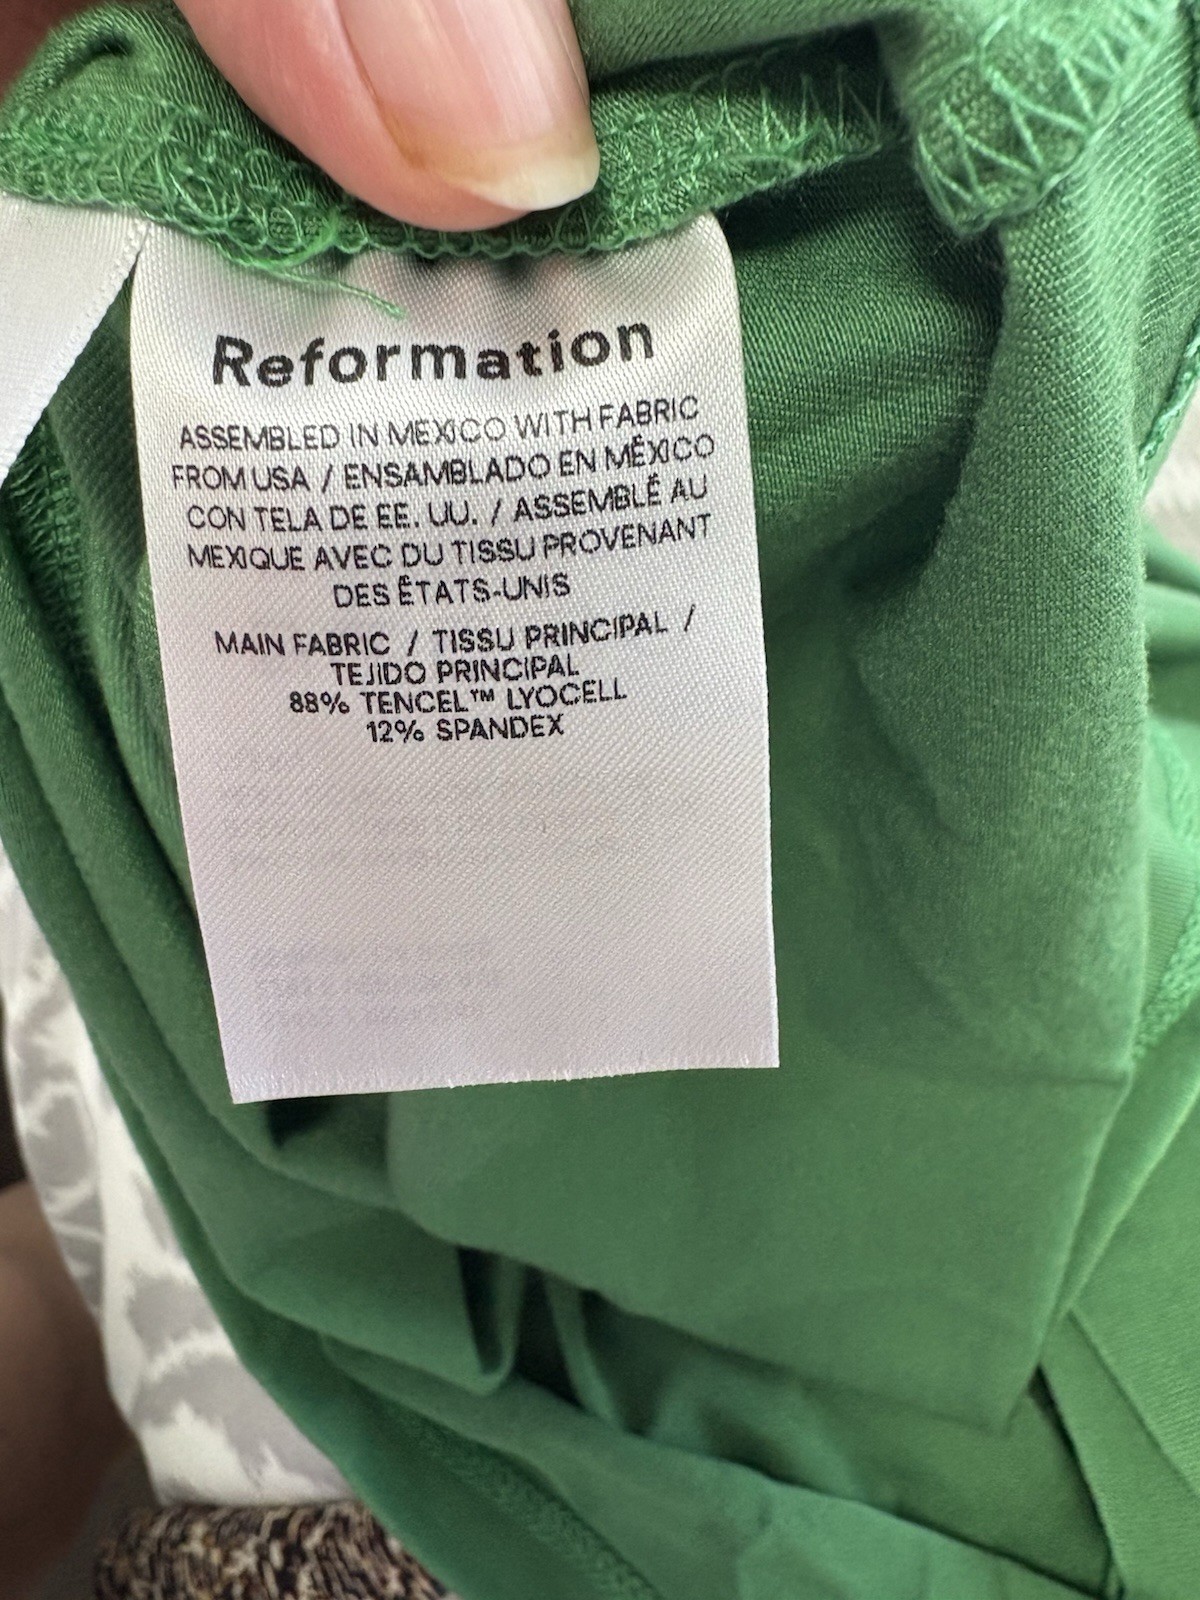 Reformation
ASSEMBLED IN MEXICO WITH FABRIC
FROM USA / ENSAMBLADO EN MÉXICO
CON TELA DE EE. UU. / ASSEMBLÉ AU
MEXIQUE AVEC DU TISSU PROVENANT
DES ÉTATS-UNIS
MAIN FABRIC / TISSU PRINCIPAL /
TEJIDO PRINCIPAL
88% TENCEL™ LYOCELL
12% SPANDEX